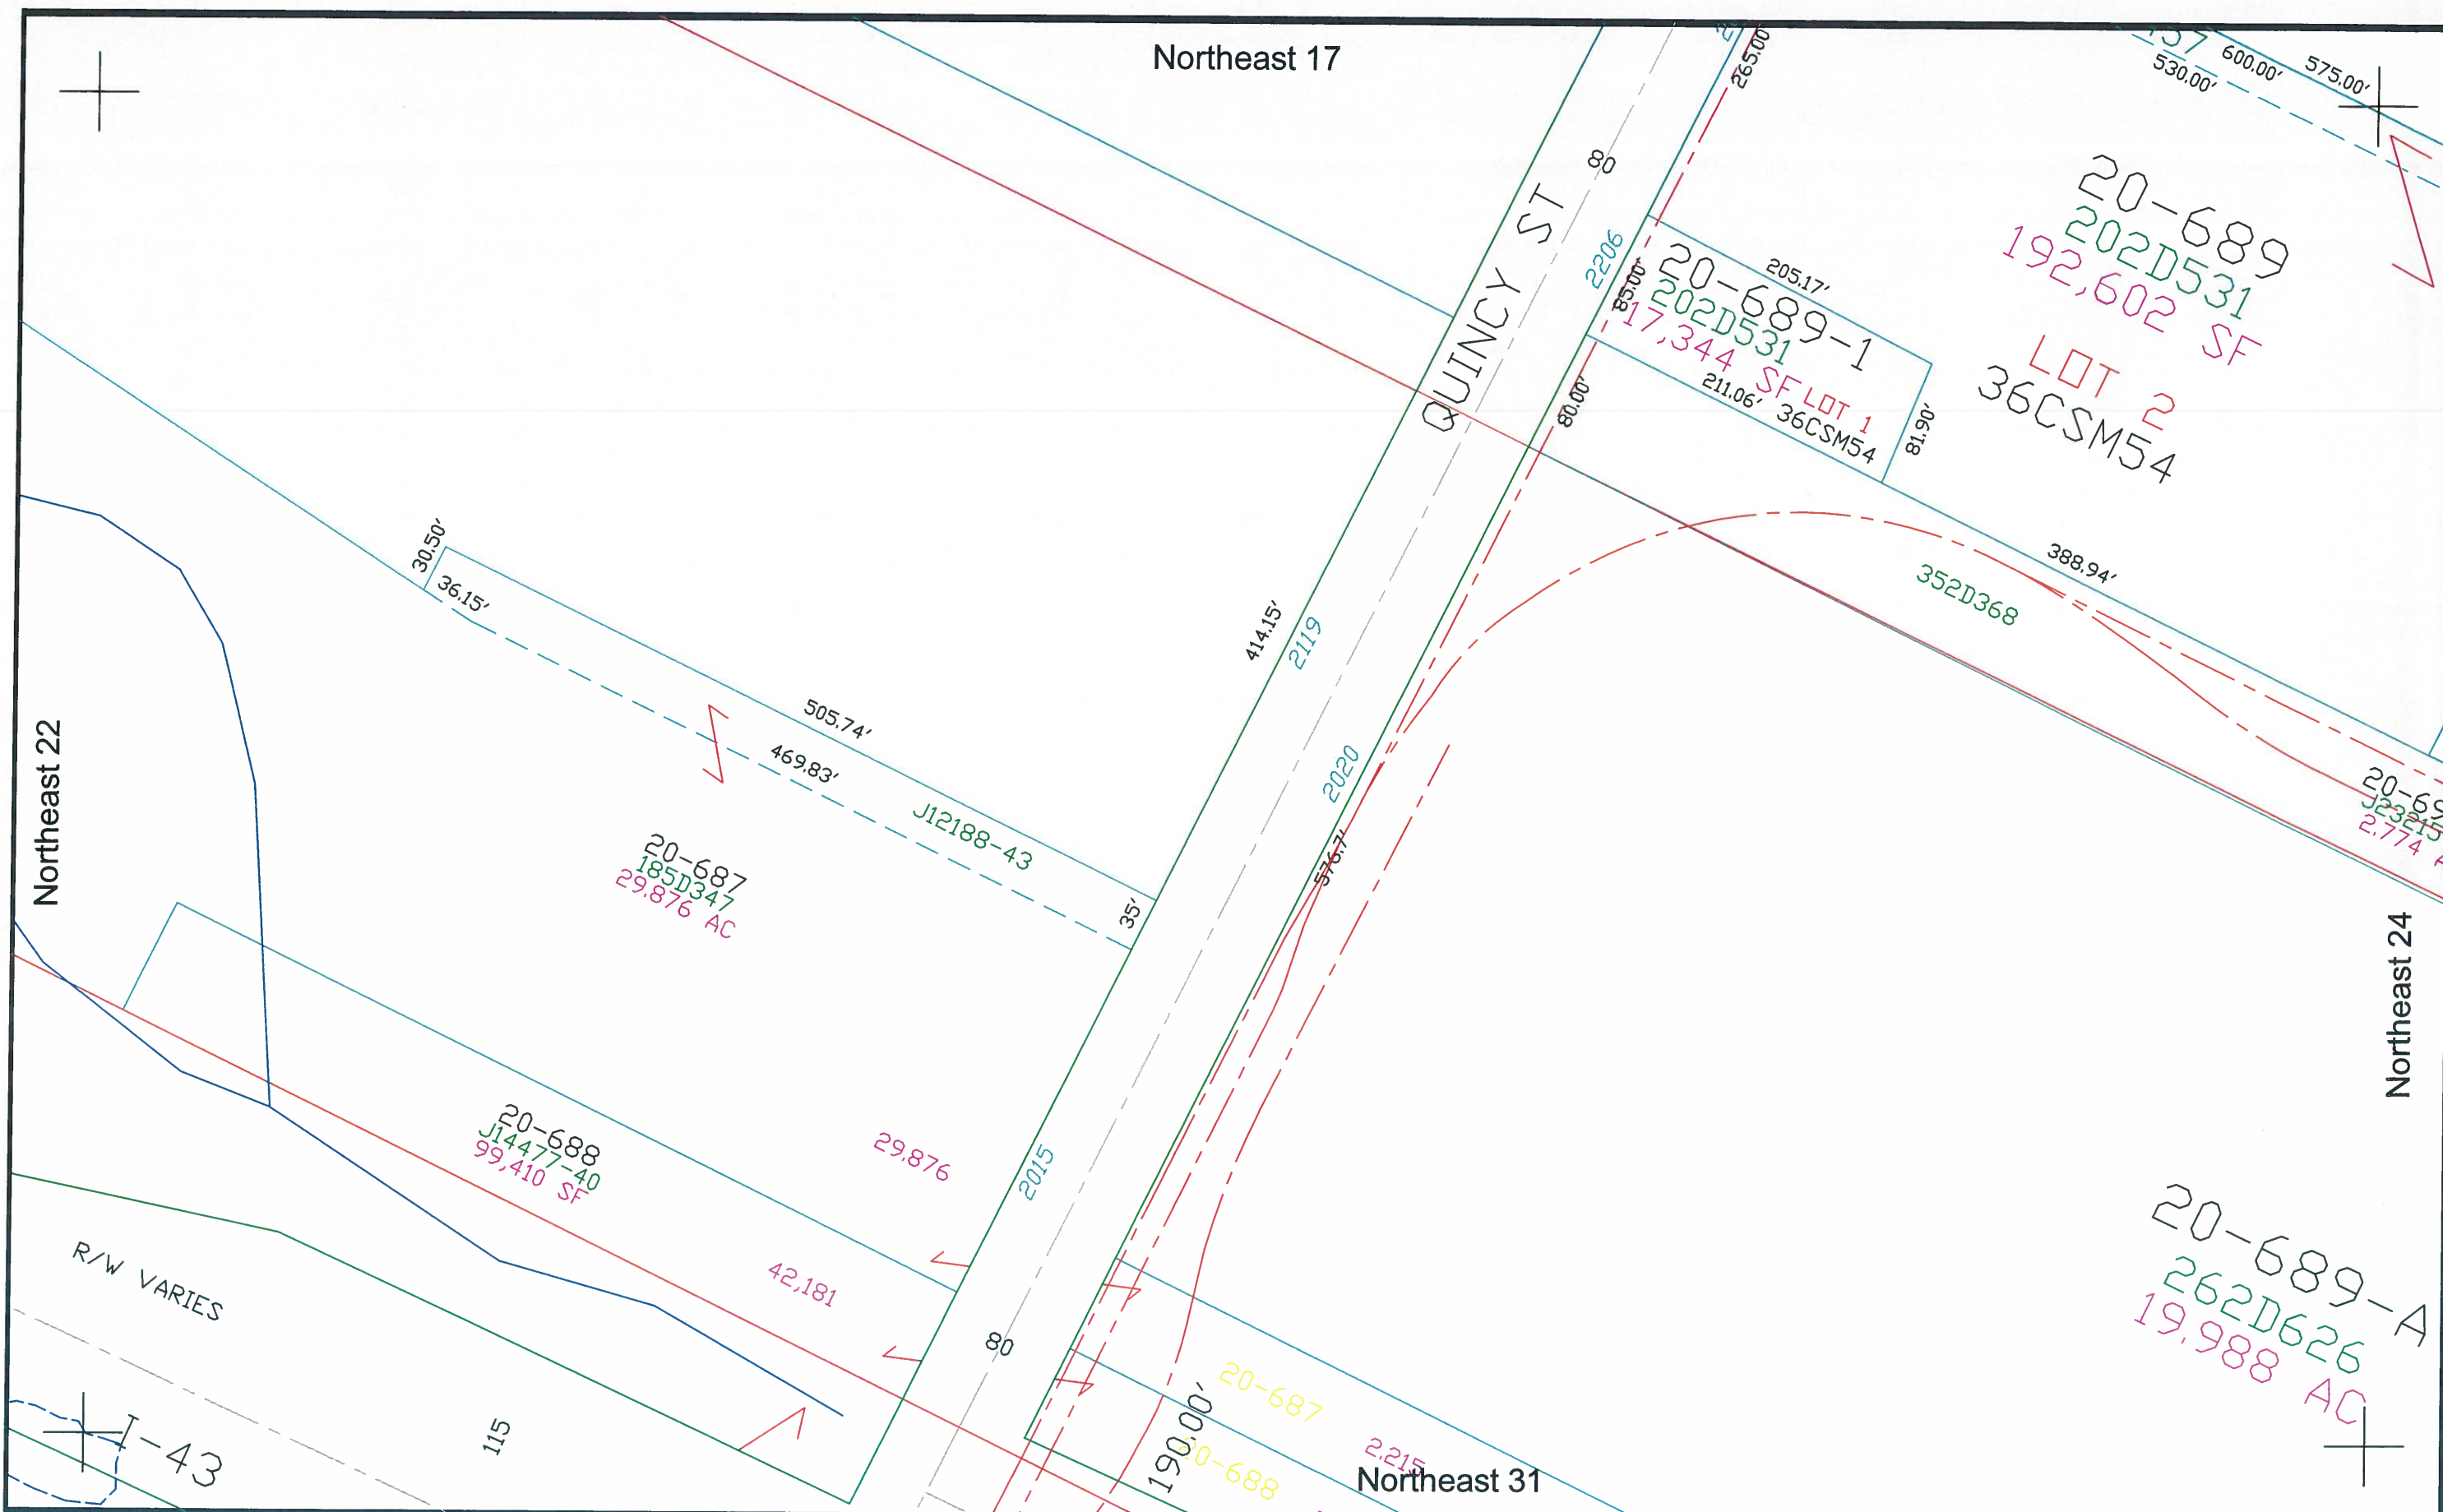 Northeast 17
265.00'
600.00'
575.00'
530.00'
80
QUINCY ST
2206
85.00'
20-689-1
202D531
17,344 SF
LOT 1
205.17'
211.06'
36CSM54
81.90'
80.00'
20-689
202D531
192,602 SF
LOT 2
36CSM54
388.94'
352D368
30.50'
36.15'
505.74'
469.83'
J12188-43
35'
414.15'
2119
2020
576.7'
Northeast 22
20-687
185D347
29.876 AC
Northeast 24
2.774
20-688
J14477-40
99,410 SF
29.876
2015
42,181
80
R/W VARIES
I-43
115
20-689-A
262D626
19.988 AC
20-687
20-688
1190.00'
2.215
Northeast 31